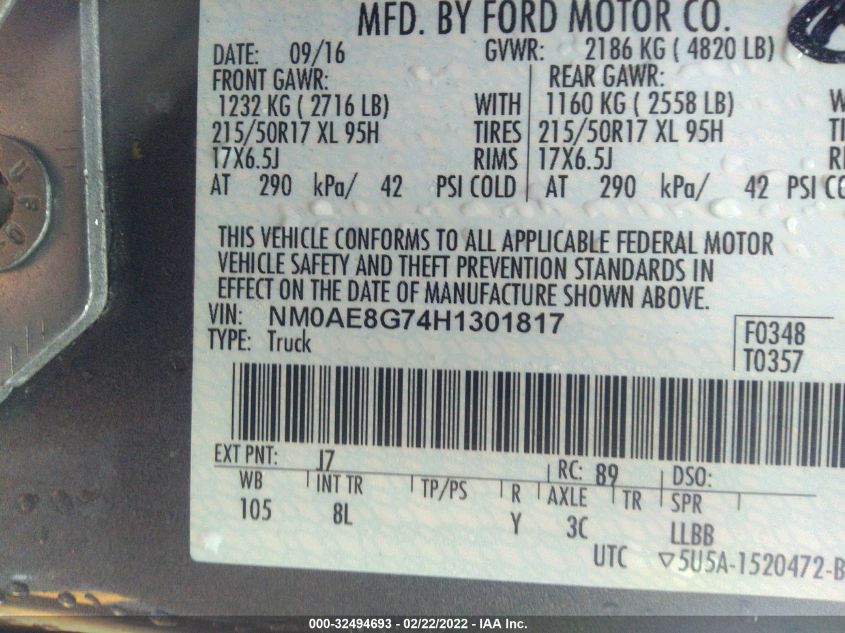 MFD. BY FORD MOTOR CO.
DATE: 09/16 GVWR: 2186 KG ( 4820 LB)
FRONT GAWR: REAR GAWR:
1232 KG ( 2716 LB) WITH 1160 KG ( 2558 LB)
215/50R17 XL 95H TIRES 215/50R17 XL 95H
17X6.5J RIMS 17X6.5J
AT 290 kPa/ 42 PSI COLD AT 290 kPa/ 42 PSI
THIS VEHICLE CONFORMS TO ALL APPLICABLE FEDERAL MOTOR
VEHICLE SAFETY AND THEFT PREVENTION STANDARDS IN
EFFECT ON THE DATE OF MANUFACTURE SHOWN ABOVE.
VIN: NM0AE8G74H1301817
TYPE: Truck
F0348
T0357
EXT PNT: J7 RC: 89 DSO:
WB INT TR TP/PS R AXLE TR SPR
105 8L Y 3C LLBB
UTC ▽5U5A-1520472-B
000-32494693 - 02/22/2022 - IAA Inc.